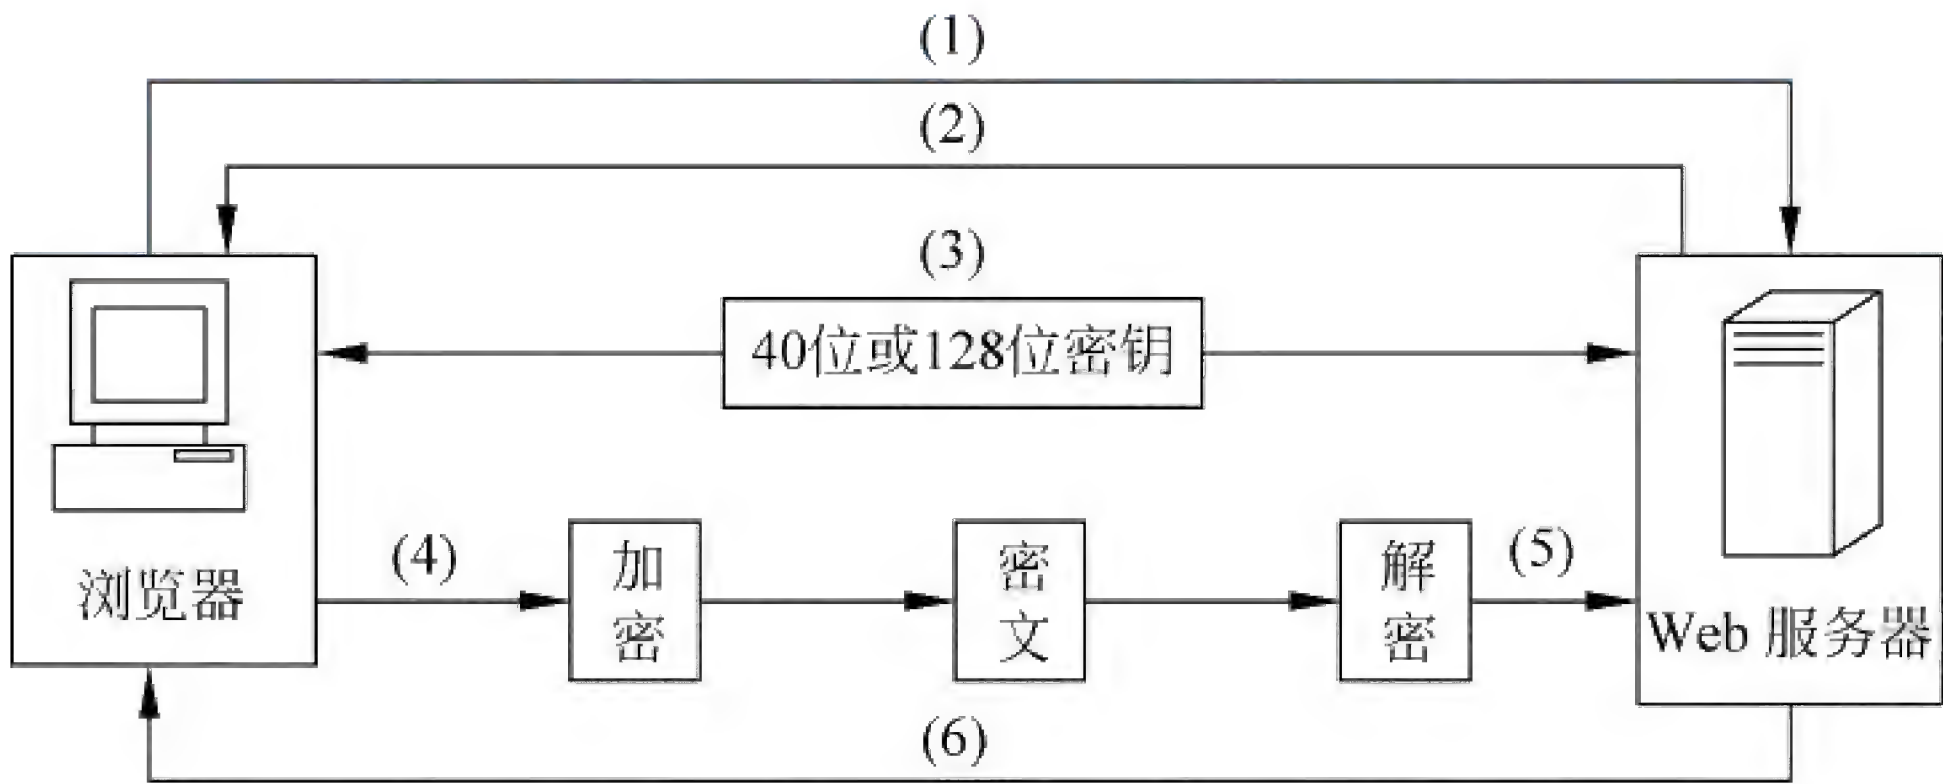 (1)
(2)
(3)
40位或128位密钥
浏览器
(4)
加密
密文
解密
(5)
Web 服务器
(6)